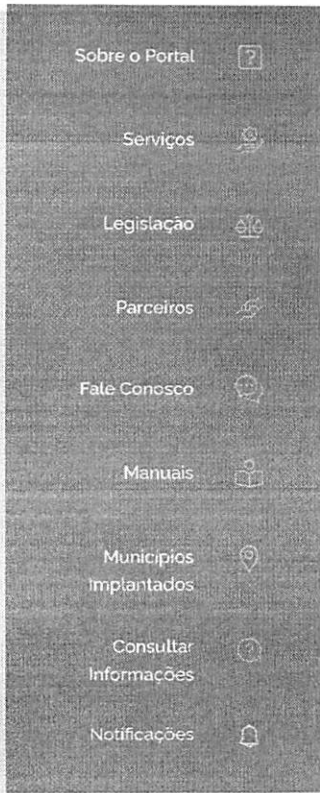 Sobre o Portal
Serviços
Legislação
Parceiros
Fale Conosco
Manuais
Municípios
Implantados
Consultar
Informações
Notificações